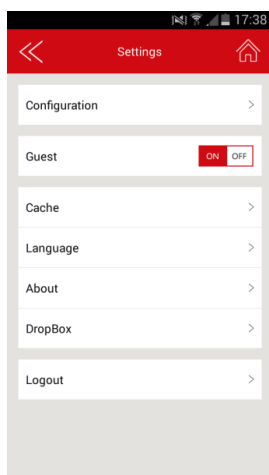 17:38
Settings
Configuration
Guest ON OFF
Cache
Language
About
DropBox
Logout